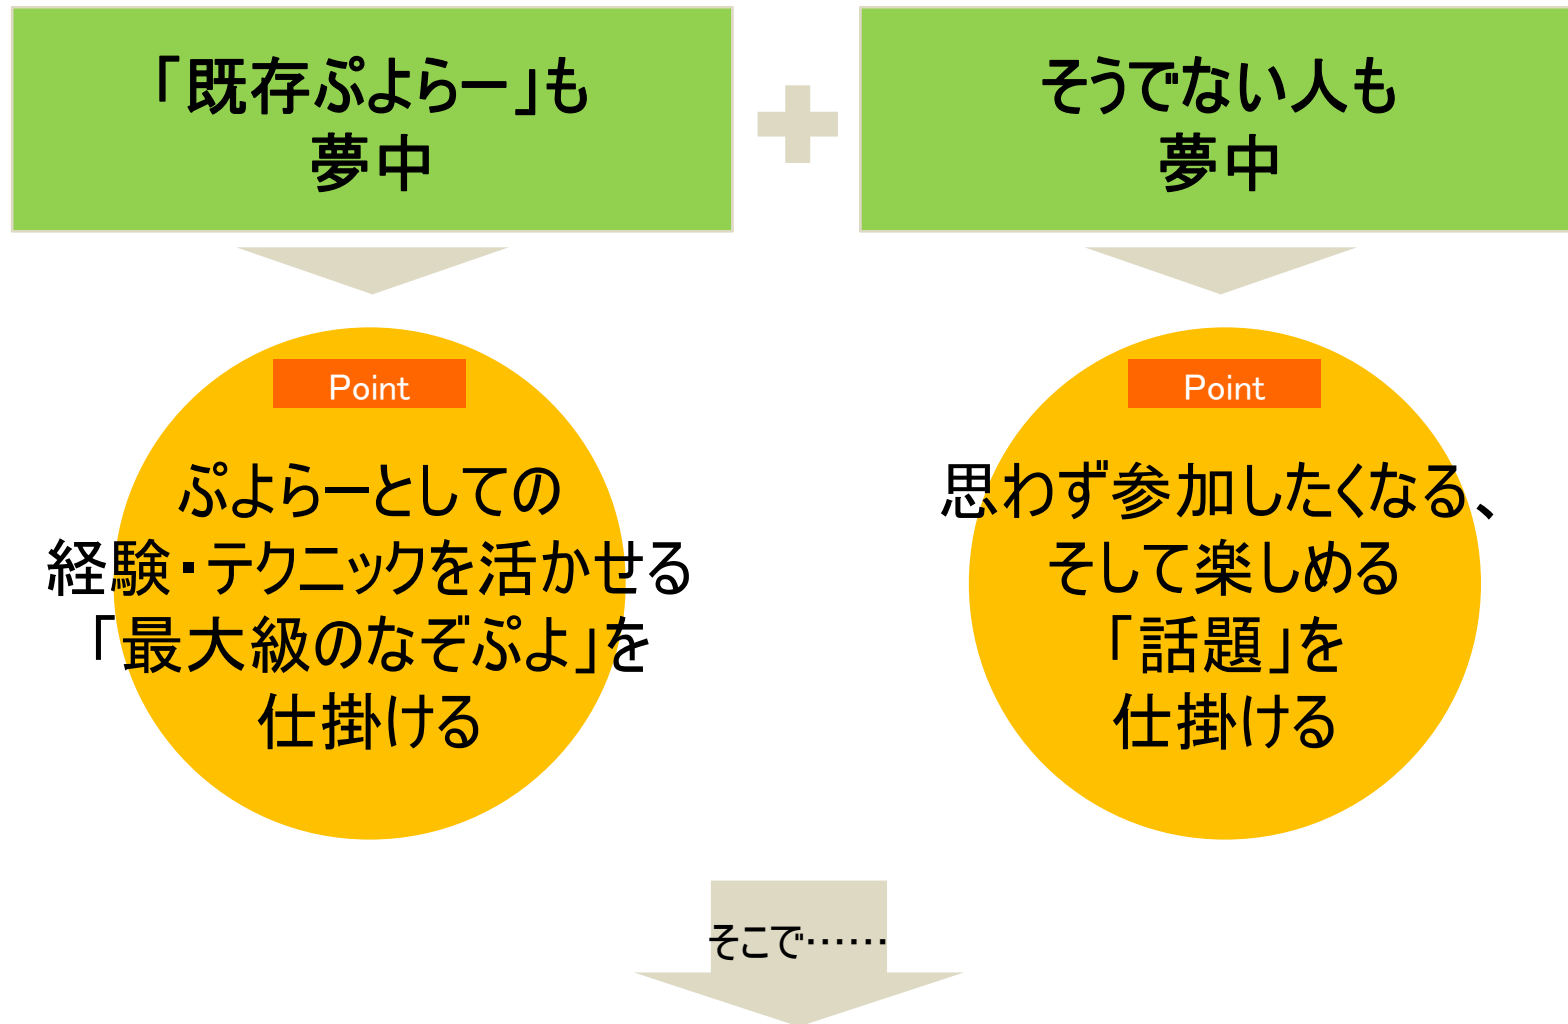 「既存ぷよらー」も
夢中
そうでない人も
夢中
Point
ぷよらーとしての
経験・テクニックを活かせる
「最大級のなぞぷよ」を
仕掛ける
Point
思わず参加したくなる、
そして楽しめる
「話題」を
仕掛ける
そこで……